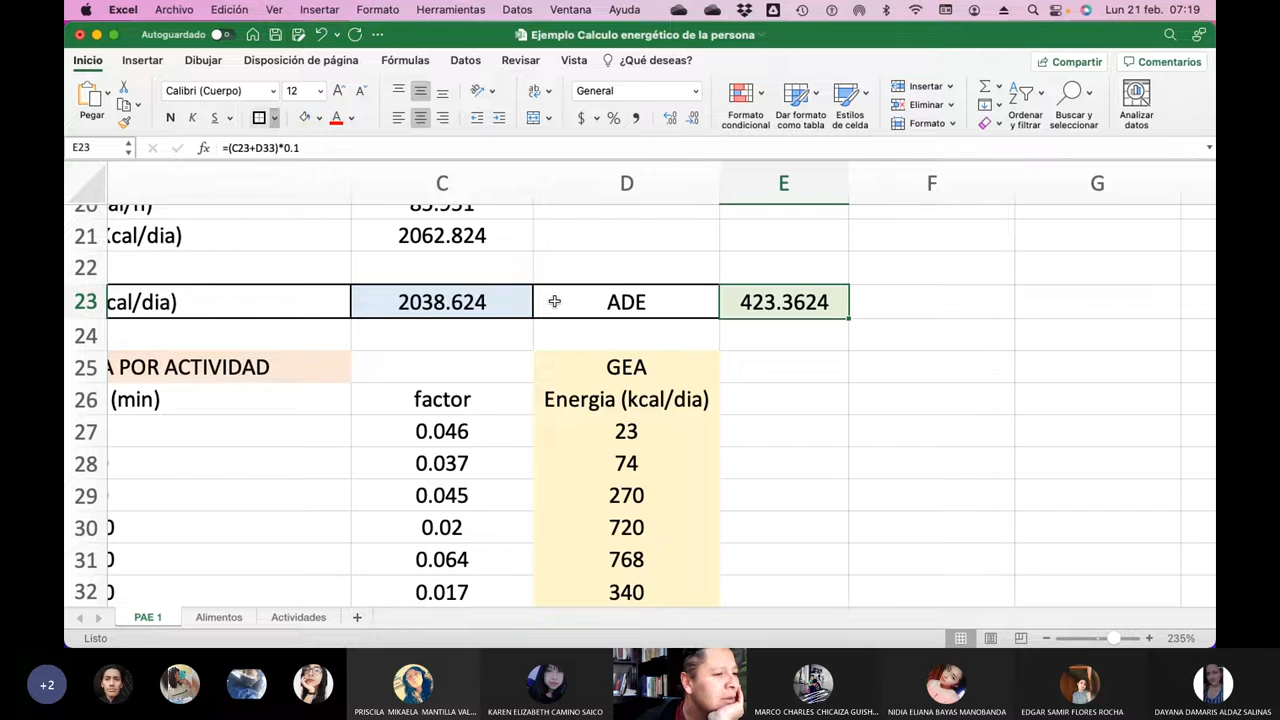 Excel Archivo Edición Ver Insertar Formato Herramientas Datos Ventana Ayuda Lun 21 feb. 07:19
Autoguardado Ejemplo Calculo energético de la persona
Inicio Insertar Dibujar Disposición de página Fórmulas Datos Revisar Vista ¿Qué deseas? Compartir Comentarios
Pegar
Calibri (Cuerpo) 12
N K S
General
$ % ,
Formato condicional
Dar formato como tabla
Estilos de celda
Insertar
Eliminar
Formato
Ordenar y filtrar
Buscar y seleccionar
Analizar datos
E23 fx =(C23+D33)*0.1
C D E F G
20
21 Kcal/dia) 2062.824
22
23 cal/dia) 2038.624 ADE 423.3624
24
25 A POR ACTIVIDAD GEA
26 (min) factor Energia (kcal/dia)
27 0.046 23
28 0.037 74
29 0.045 270
30 0 0.02 720
31 0 0.064 768
32 0 0.017 340
PAE 1 Alimentos Actividades
Listo 235%
+2
PRISCILA MIKAELA MANTILLA VAL...
KAREN ELIZABETH CAMINO SAICO
MARCO CHARLES CHICAIZA GUISH...
NIDIA ELIANA BAYAS MANOBANDA
EDGAR SAMIR FLORES ROCHA
DAYANA DAMARIS ALDAZ SALINAS